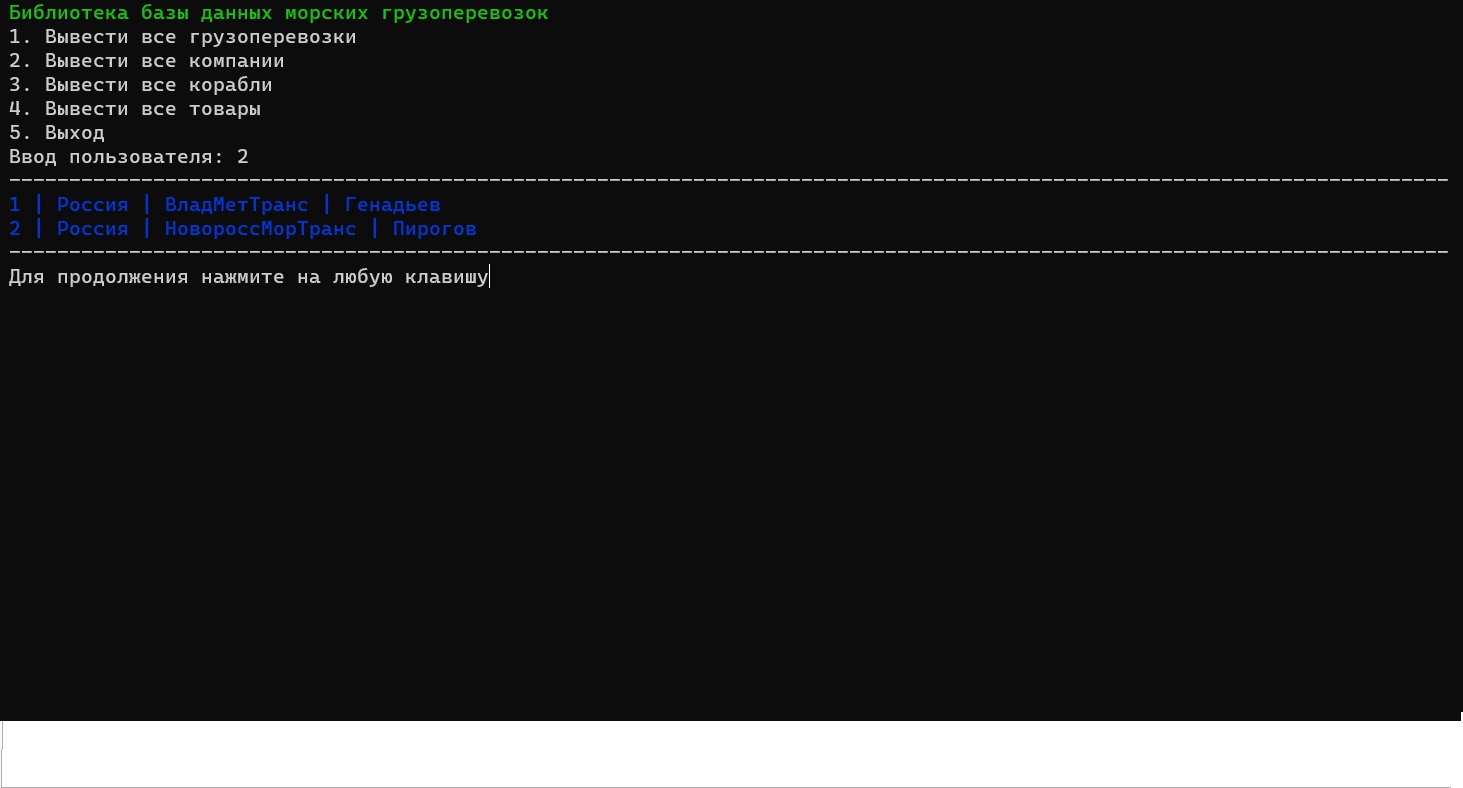 Библиотека базы данных морских грузоперевозок
1. Вывести все грузоперевозки
2. Вывести все компании
3. Вывести все корабли
4. Вывести все товары
5. Выход
Ввод пользователя: 2
------------------------------------------------------------------------------------------------------------------------
1 | Россия | ВладМетТранс | Генадьев
2 | Россия | НовороссМорТранс | Пирогов
------------------------------------------------------------------------------------------------------------------------
Для продолжения нажмите на любую клавишу